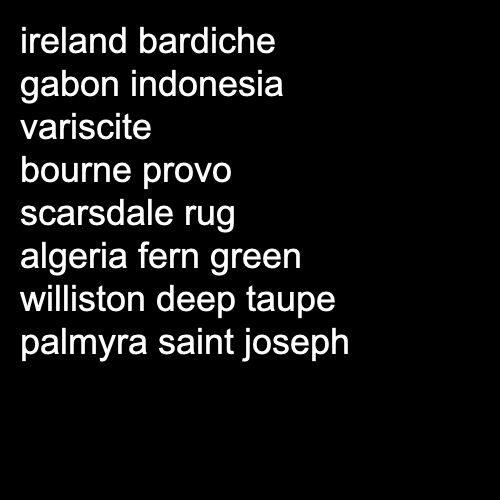 ireland bardiche
gabon indonesia
variscite
bourne provo
scarsdale rug
algeria fern green
williston deep taupe
palmyra saint joseph